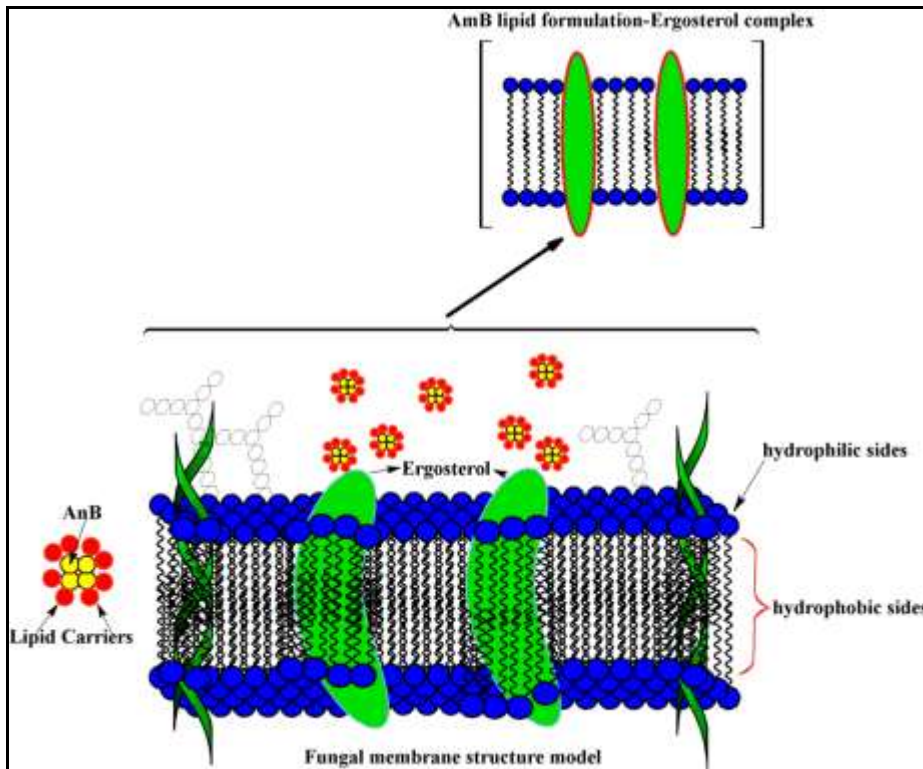 AmB lipid formulation-Ergosterol complex
Ergosterol
hydrophilic sides
AnB
hydrophobic sides
Lipid Carriers
Fungal membrane structure model